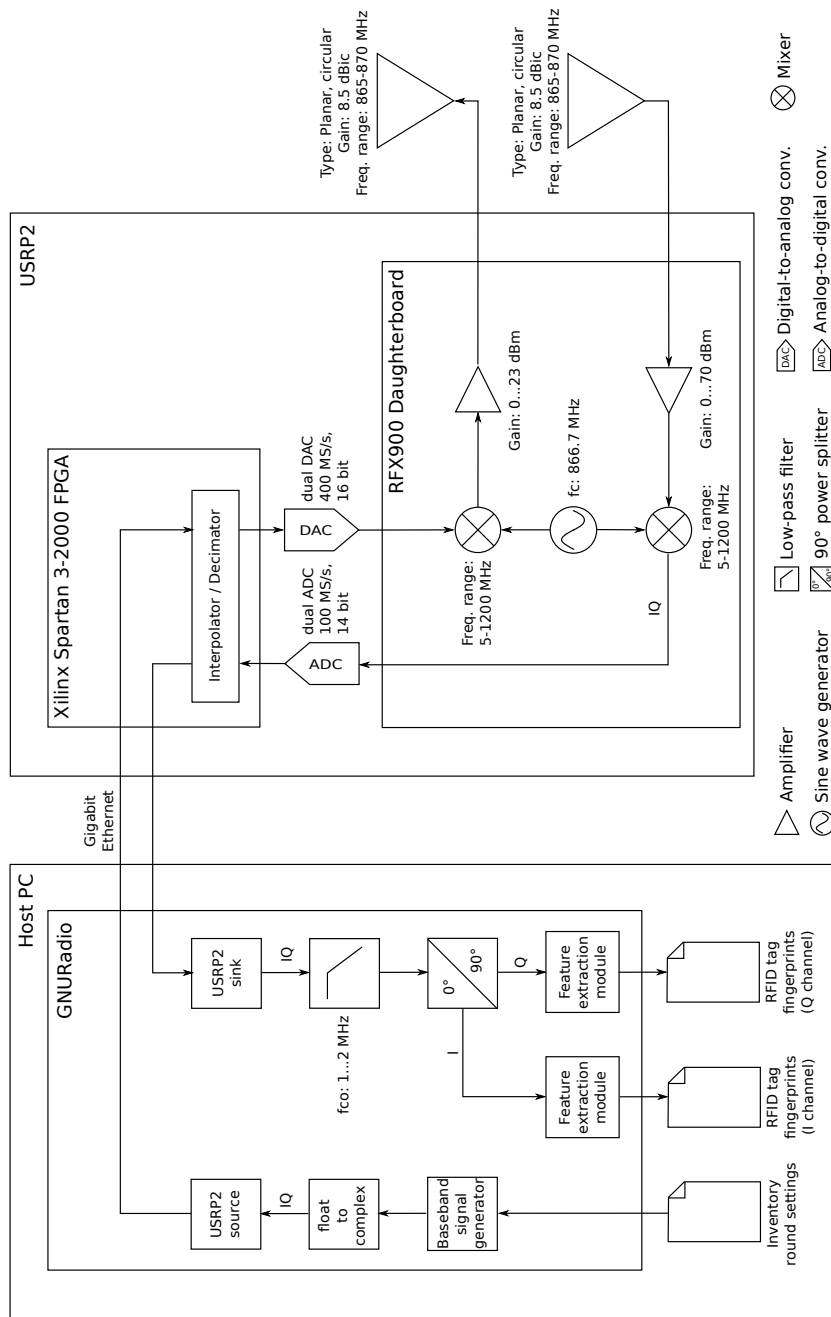 Host PC
GNURadio
USRP2
source
IQ
float
to
complex
Baseband
signal
generator
Inventory
round settings
USRP2
sink
IQ
fco: 1...2 MHz
0°
90°
I
Q
Feature
extraction
module
Feature
extraction
module
RFID tag
fingerprints
(I channel)
RFID tag
fingerprints
(Q channel)
Gigabit
Ethernet
USRP2
Xilinx Spartan 3-2000 FPGA
Interpolator / Decimator
dual ADC
100 MS/s,
14 bit
ADC
dual DAC
400 MS/s,
16 bit
DAC
RFX900 Daughterboard
Freq. range:
5-1200 MHz
Gain: 0...23 dBm
fc: 866.7 MHz
IQ
Freq. range:
5-1200 MHz
Gain: 0...70 dBm
Type: Planar, circular
Gain: 8.5 dBic
Freq. range: 865-870 MHz
Type: Planar, circular
Gain: 8.5 dBic
Freq. range: 865-870 MHz
Amplifier
Low-pass filter
DAC
Digital-to-analog conv.
Mixer
Sine wave generator
0°
90°
90° power splitter
ADC
Analog-to-digital conv.